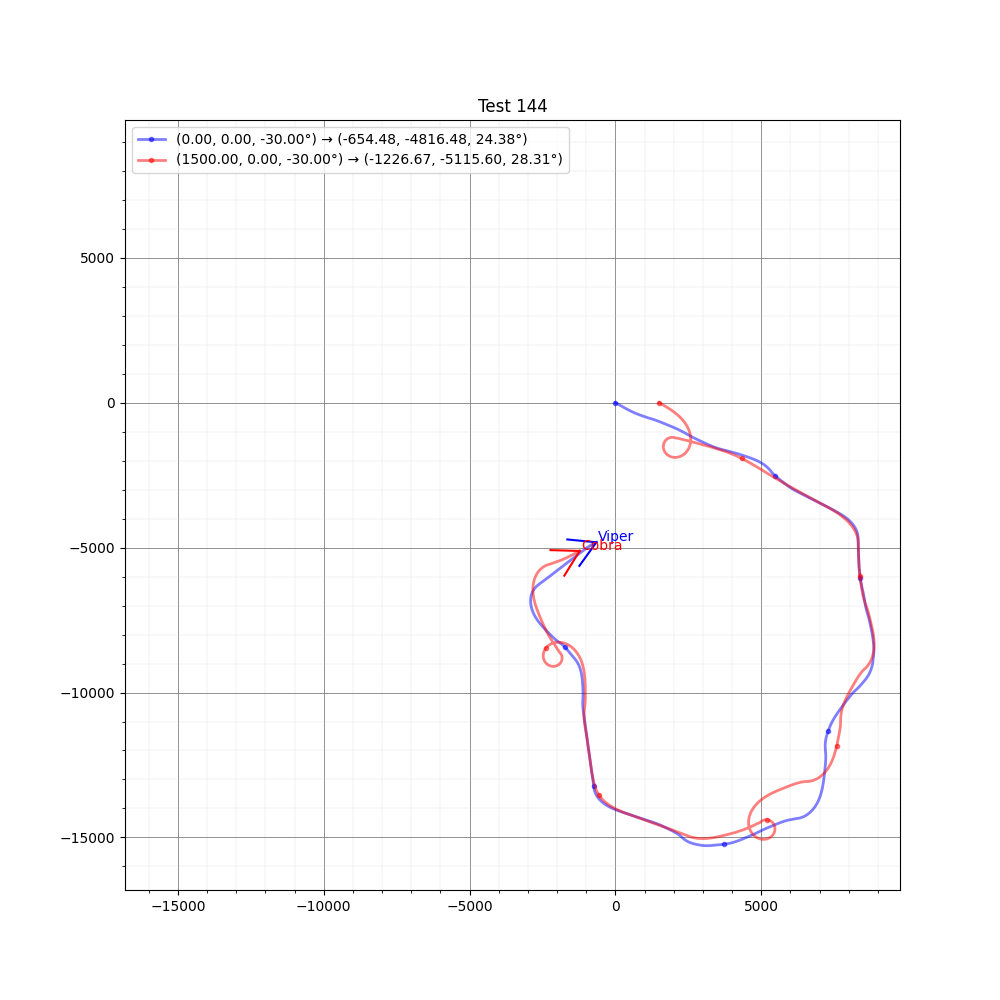 Test 144
(0.00, 0.00, -30.00°) → (-654.48, -4816.48, 24.38°)
(1500.00, 0.00, -30.00°) → (-1226.67, -5115.60, 28.31°)
5000
0
Viper
Cobra
−5000
−10000
−15000
−15000 −10000 −5000 0 5000